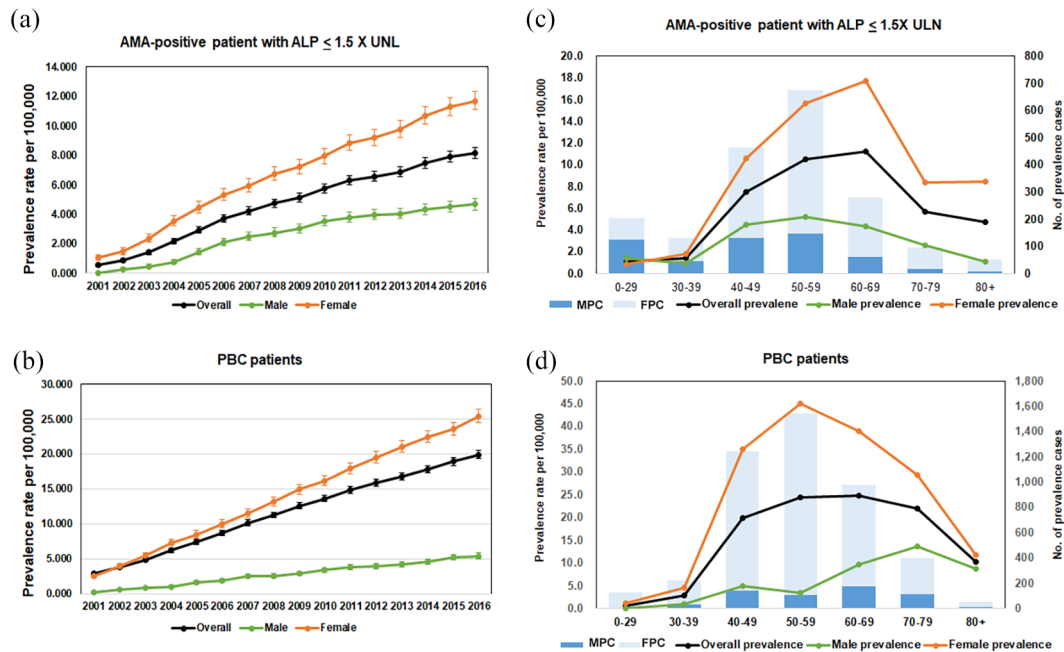 (a)
AMA-positive patient with ALP ≤ 1.5 X UNL
Prevalence rate per 100,000
14.000
12.000
10.000
8.000
6.000
4.000
2.000
0.000
2001 2002 2003 2004 2005 2006 2007 2008 2009 2010 2011 2012 2013 2014 2015 2016
Overall Male Female
(c)
AMA-positive patient with ALP ≤ 1.5X ULN
Prevalence rate per 100,000
20.0
18.0
16.0
14.0
12.0
10.0
8.0
6.0
4.0
2.0
0.0
800
700
600
500
400
300
200
100
0
No. of prevalence cases
0-29 30-39 40-49 50-59 60-69 70-79 80+
MPC FPC Overall prevalene Male prevalence Female prevalence
(b)
PBC patients
Prevalence rate per 100,000
30.000
25.000
20.000
15.000
10.000
5.000
0.000
2001 2002 2003 2004 2005 2006 2007 2008 2009 2010 2011 2012 2013 2014 2015 2016
Overall Male Female
(d)
PBC patients
Prevalence rate per 100,000
50.0
45.0
40.0
35.0
30.0
25.0
20.0
15.0
10.0
5.0
0.0
1,800
1,600
1,400
1,200
1,000
800
600
400
200
0
No. of prevalence cases
0-29 30-39 40-49 50-59 60-69 70-79 80+
MPC FPC Overall prevalence Male prevalence Female prevalence